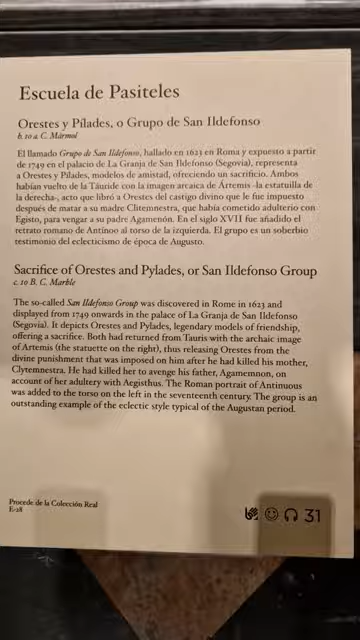 Escuela de Pasiteles
Orestes y Pílades, o Grupo de San Ildefonso
h. 10 a. C. Mármol
El llamado Grupo de San Ildefonso, hallado en 1623 en Roma y expuesto a partir
de 1749 en el palacio de La Granja de San Ildefonso (Segovia), representa
a Orestes y Pílades, modelos de amistad, ofreciendo un sacrificio. Ambos
habían vuelto de la Táuride con la imagen arcaica de Ártemis -la estatuilla de
la derecha-, acto que libró a Orestes del castigo divino que le fue impuesto
después de matar a su madre Clitemnestra, que había cometido adulterio con
Egisto, para vengar a su padre Agamenón. En el siglo XVII fue añadido el
retrato romano de Antínoo al torso de la izquierda. El grupo es un soberbio
testimonio del eclecticismo de época de Augusto.
Sacrifice of Orestes and Pylades, or San Ildefonso Group
c. 10 B. C. Marble
The so-called San Ildefonso Group was discovered in Rome in 1623 and
displayed from 1749 onwards in the palace of La Granja de San Ildefonso
(Segovia). It depicts Orestes and Pylades, legendary models of friendship,
offering a sacrifice. Both had returned from Tauris with the archaic image
of Artemis (the statuette on the right), thus releasing Orestes from the
divine punishment that was imposed on him after he had killed his mother,
Clytemnestra. He had killed her to avenge his father, Agamemnon, on
account of her adultery with Aegisthus. The Roman portrait of Antinous
was added to the torso on the left in the seventeenth century. The group is an
outstanding example of the eclectic style typical of the Augustan period.
Procede de la Colección Real
E-28
31